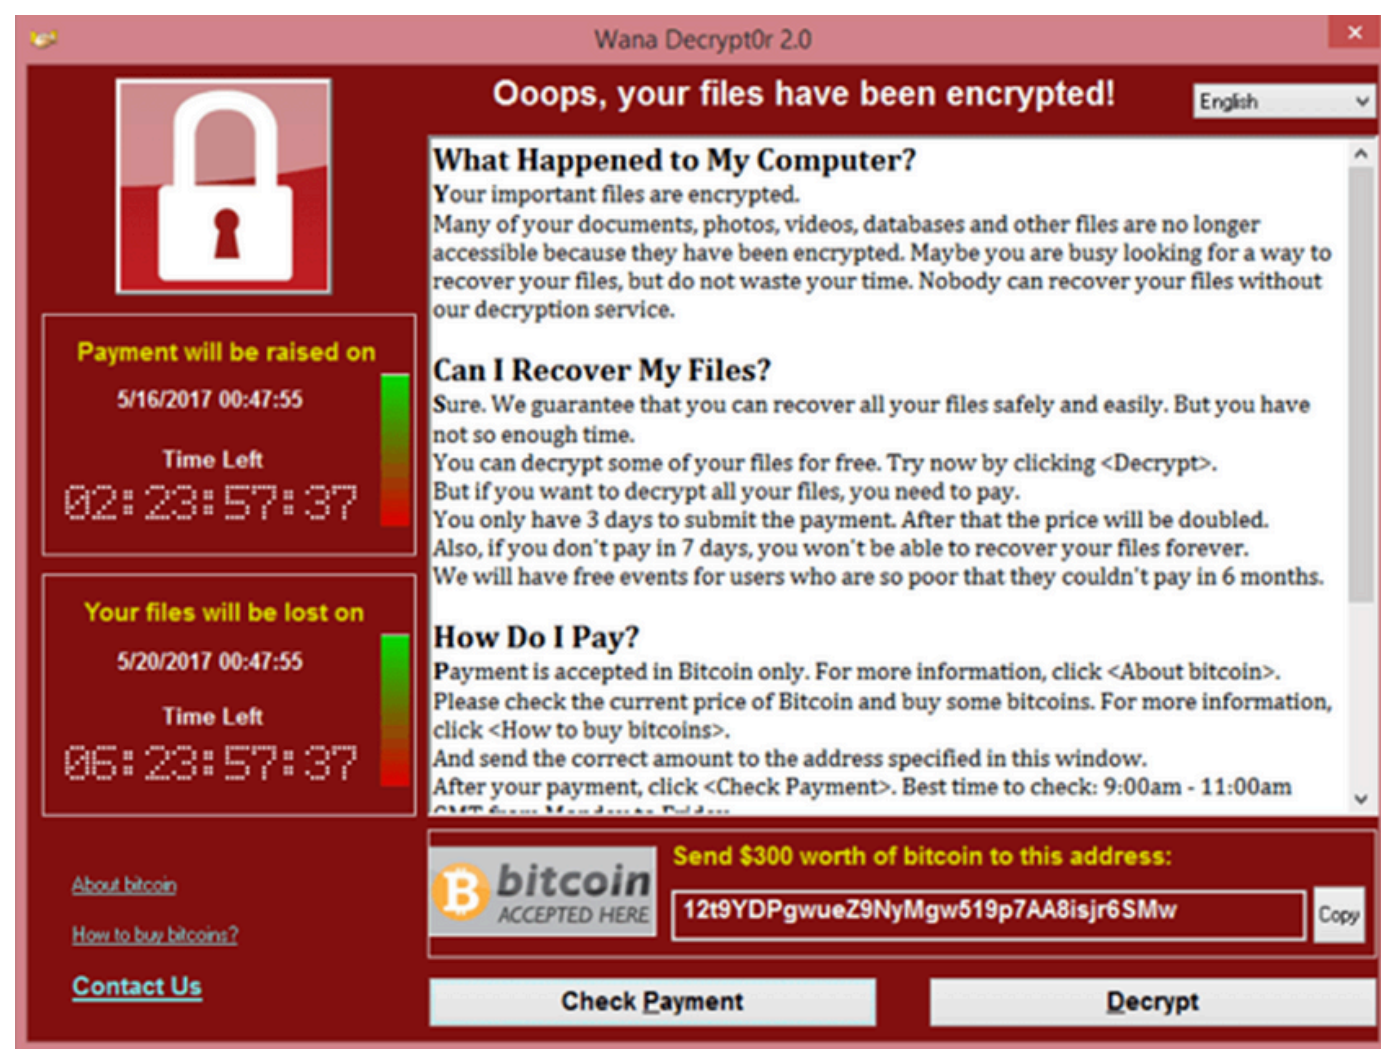 Wana Decrypt0r 2.0
Ooops, your files have been encrypted!
English
Payment will be raised on
5/16/2017 00:47:55
Time Left
02:23:57:37
Your files will be lost on
5/20/2017 00:47:55
Time Left
06:23:57:37
About bitcoin
How to buy bitcoins?
Contact Us
What Happened to My Computer?
Your important files are encrypted.
Many of your documents, photos, videos, databases and other files are no longer
accessible because they have been encrypted. Maybe you are busy looking for a way to
recover your files, but do not waste your time. Nobody can recover your files without
our decryption service.
Can I Recover My Files?
Sure. We guarantee that you can recover all your files safely and easily. But you have
not so enough time.
You can decrypt some of your files for free. Try now by clicking <Decrypt>.
But if you want to decrypt all your files, you need to pay.
You only have 3 days to submit the payment. After that the price will be doubled.
Also, if you don't pay in 7 days, you won't be able to recover your files forever.
We will have free events for users who are so poor that they couldn't pay in 6 months.
How Do I Pay?
Payment is accepted in Bitcoin only. For more information, click <About bitcoin>.
Please check the current price of Bitcoin and buy some bitcoins. For more information,
click <How to buy bitcoins>.
And send the correct amount to the address specified in this window.
After your payment, click <Check Payment>. Best time to check: 9:00am - 11:00am
GMT from Monday to Friday.
bitcoin
ACCEPTED HERE
Send $300 worth of bitcoin to this address:
12t9YDPgwueZ9NyMgw519p7AA8isjr6SMw
Copy
Check Payment
Decrypt